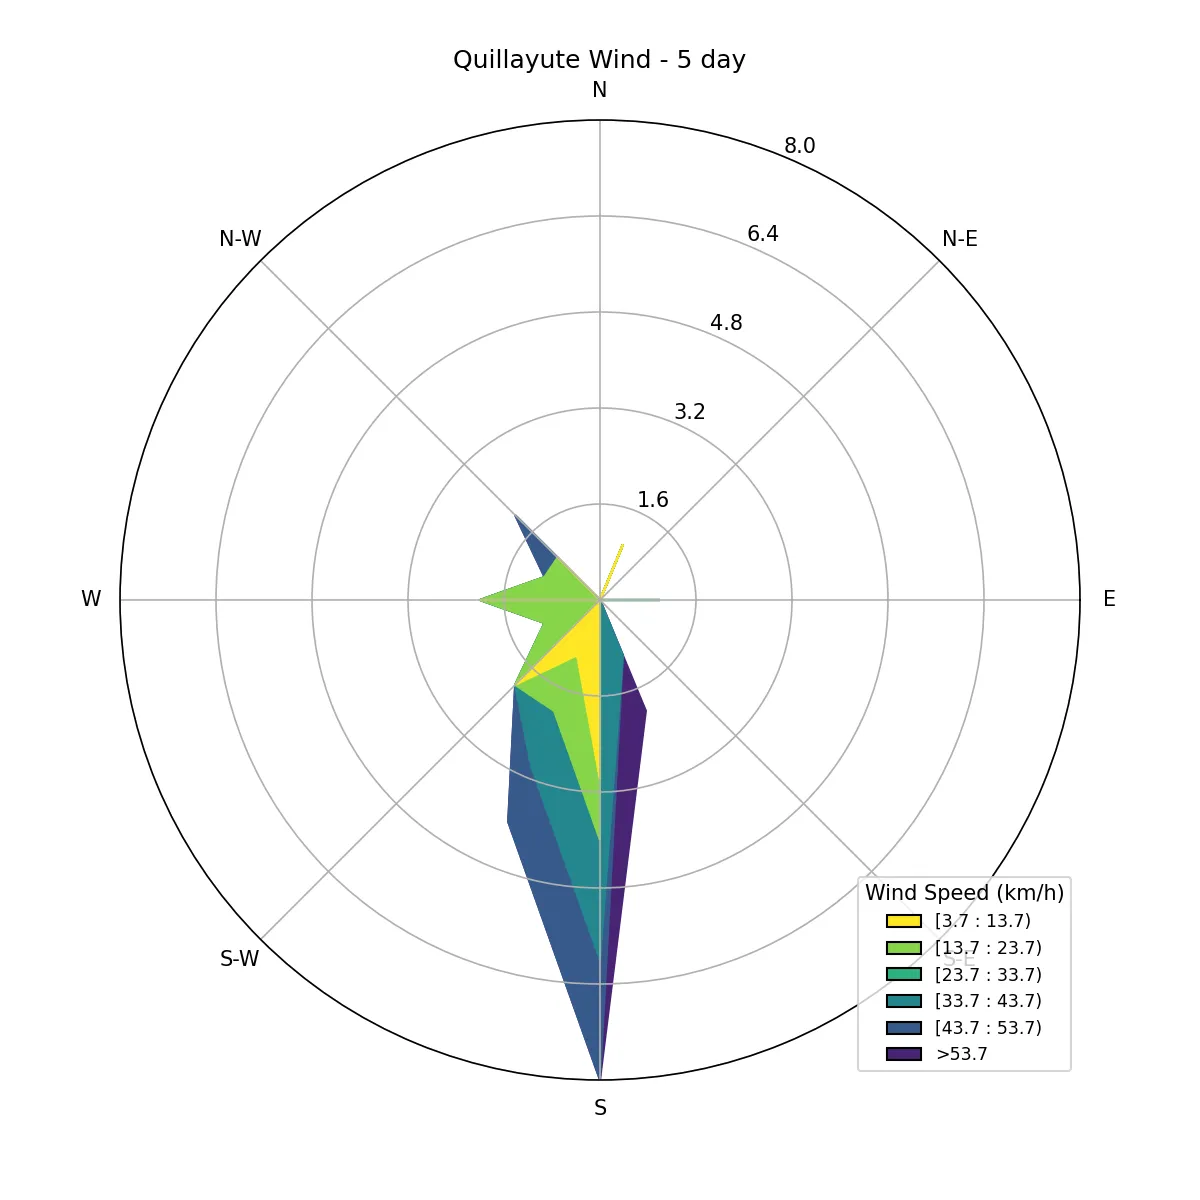 Quillayute Wind - 5 day
N
8.0
N-W
6.4
N-E
4.8
3.2
1.6
W
E
S-W
S-E
Wind Speed (km/h)
[3.7 : 13.7)
[13.7 : 23.7)
[23.7 : 33.7)
[33.7 : 43.7)
[43.7 : 53.7)
>53.7
S